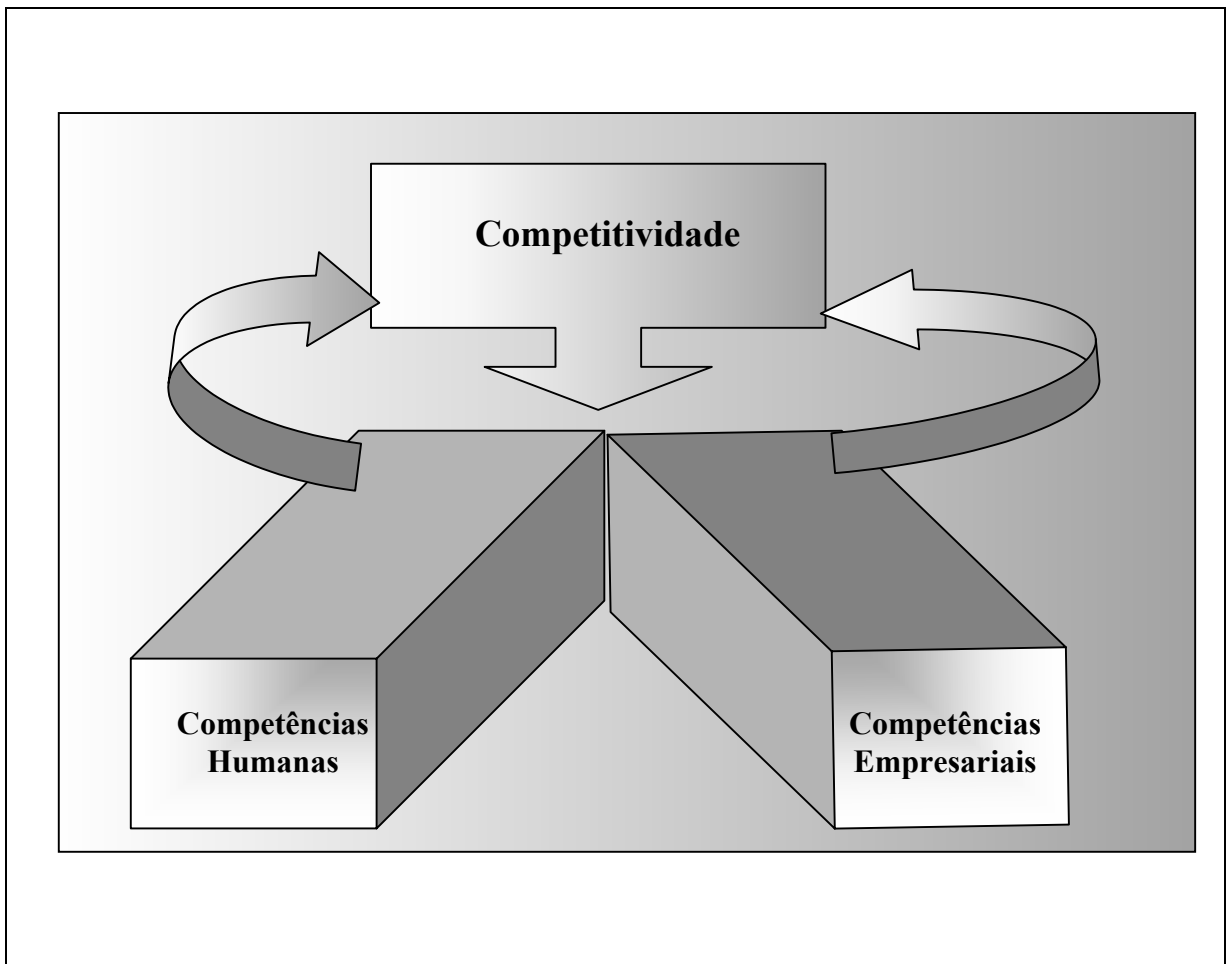 Competitividade
Competências
Humanas
Competências
Empresariais